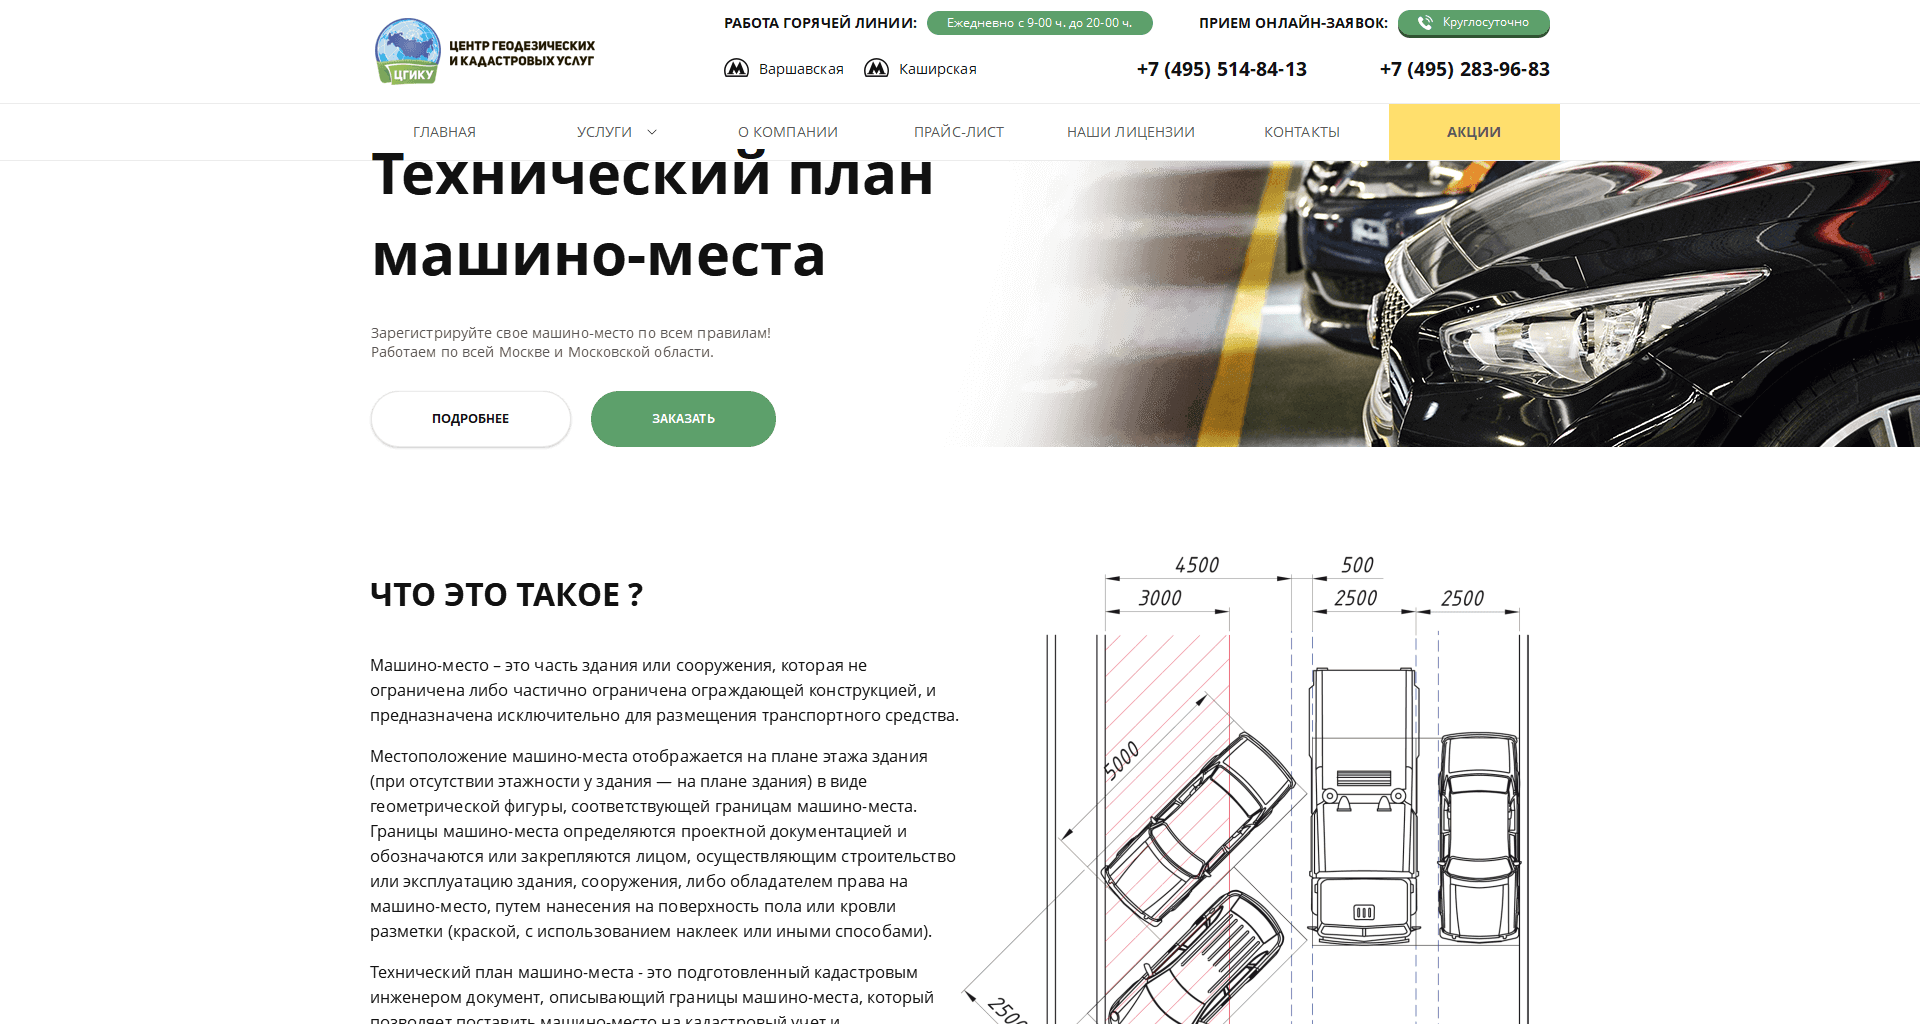 ЦЕНТР ГЕОДЕЗИЧЕСКИХ
И КАДАСТРОВЫХ УСЛУГ
ЦГИКУ
РАБОТА ГОРЯЧЕЙ ЛИНИИ: Ежедневно с 9-00 ч. до 20-00 ч.
ПРИЕМ ОНЛАЙН-ЗАЯВОК: Круглосуточно
Варшавская Каширская
+7 (495) 514-84-13 +7 (495) 283-96-83
ГЛАВНАЯ УСЛУГИ О КОМПАНИИ ПРАЙС-ЛИСТ НАШИ ЛИЦЕНЗИИ КОНТАКТЫ АКЦИИ
Технический план
машино-места
Зарегистрируйте свое машино-место по всем правилам!
Работаем по всей Москве и Московской области.
ПОДРОБНЕЕ ЗАКАЗАТЬ
ЧТО ЭТО ТАКОЕ ?
Машино-место – это часть здания или сооружения, которая не
ограничена либо частично ограничена ограждающей конструкцией, и
предназначена исключительно для размещения транспортного средства.
Местоположение машино-места отображается на плане этажа здания
(при отсутствии этажности у здания — на плане здания) в виде
геометрической фигуры, соответствующей границам машино-места.
Границы машино-места определяются проектной документацией и
обозначаются или закрепляются лицом, осуществляющим строительство
или эксплуатацию здания, сооружения, либо обладателем права на
машино-место, путем нанесения на поверхность пола или кровли
разметки (краской, с использованием наклеек или иными способами).
Технический план машино-места - это подготовленный кадастровым
инженером документ, описывающий границы машино-места, который
позволяет поставить машино-место на кадастровый учет и
4500 500
3000 2500 2500
5000
2500